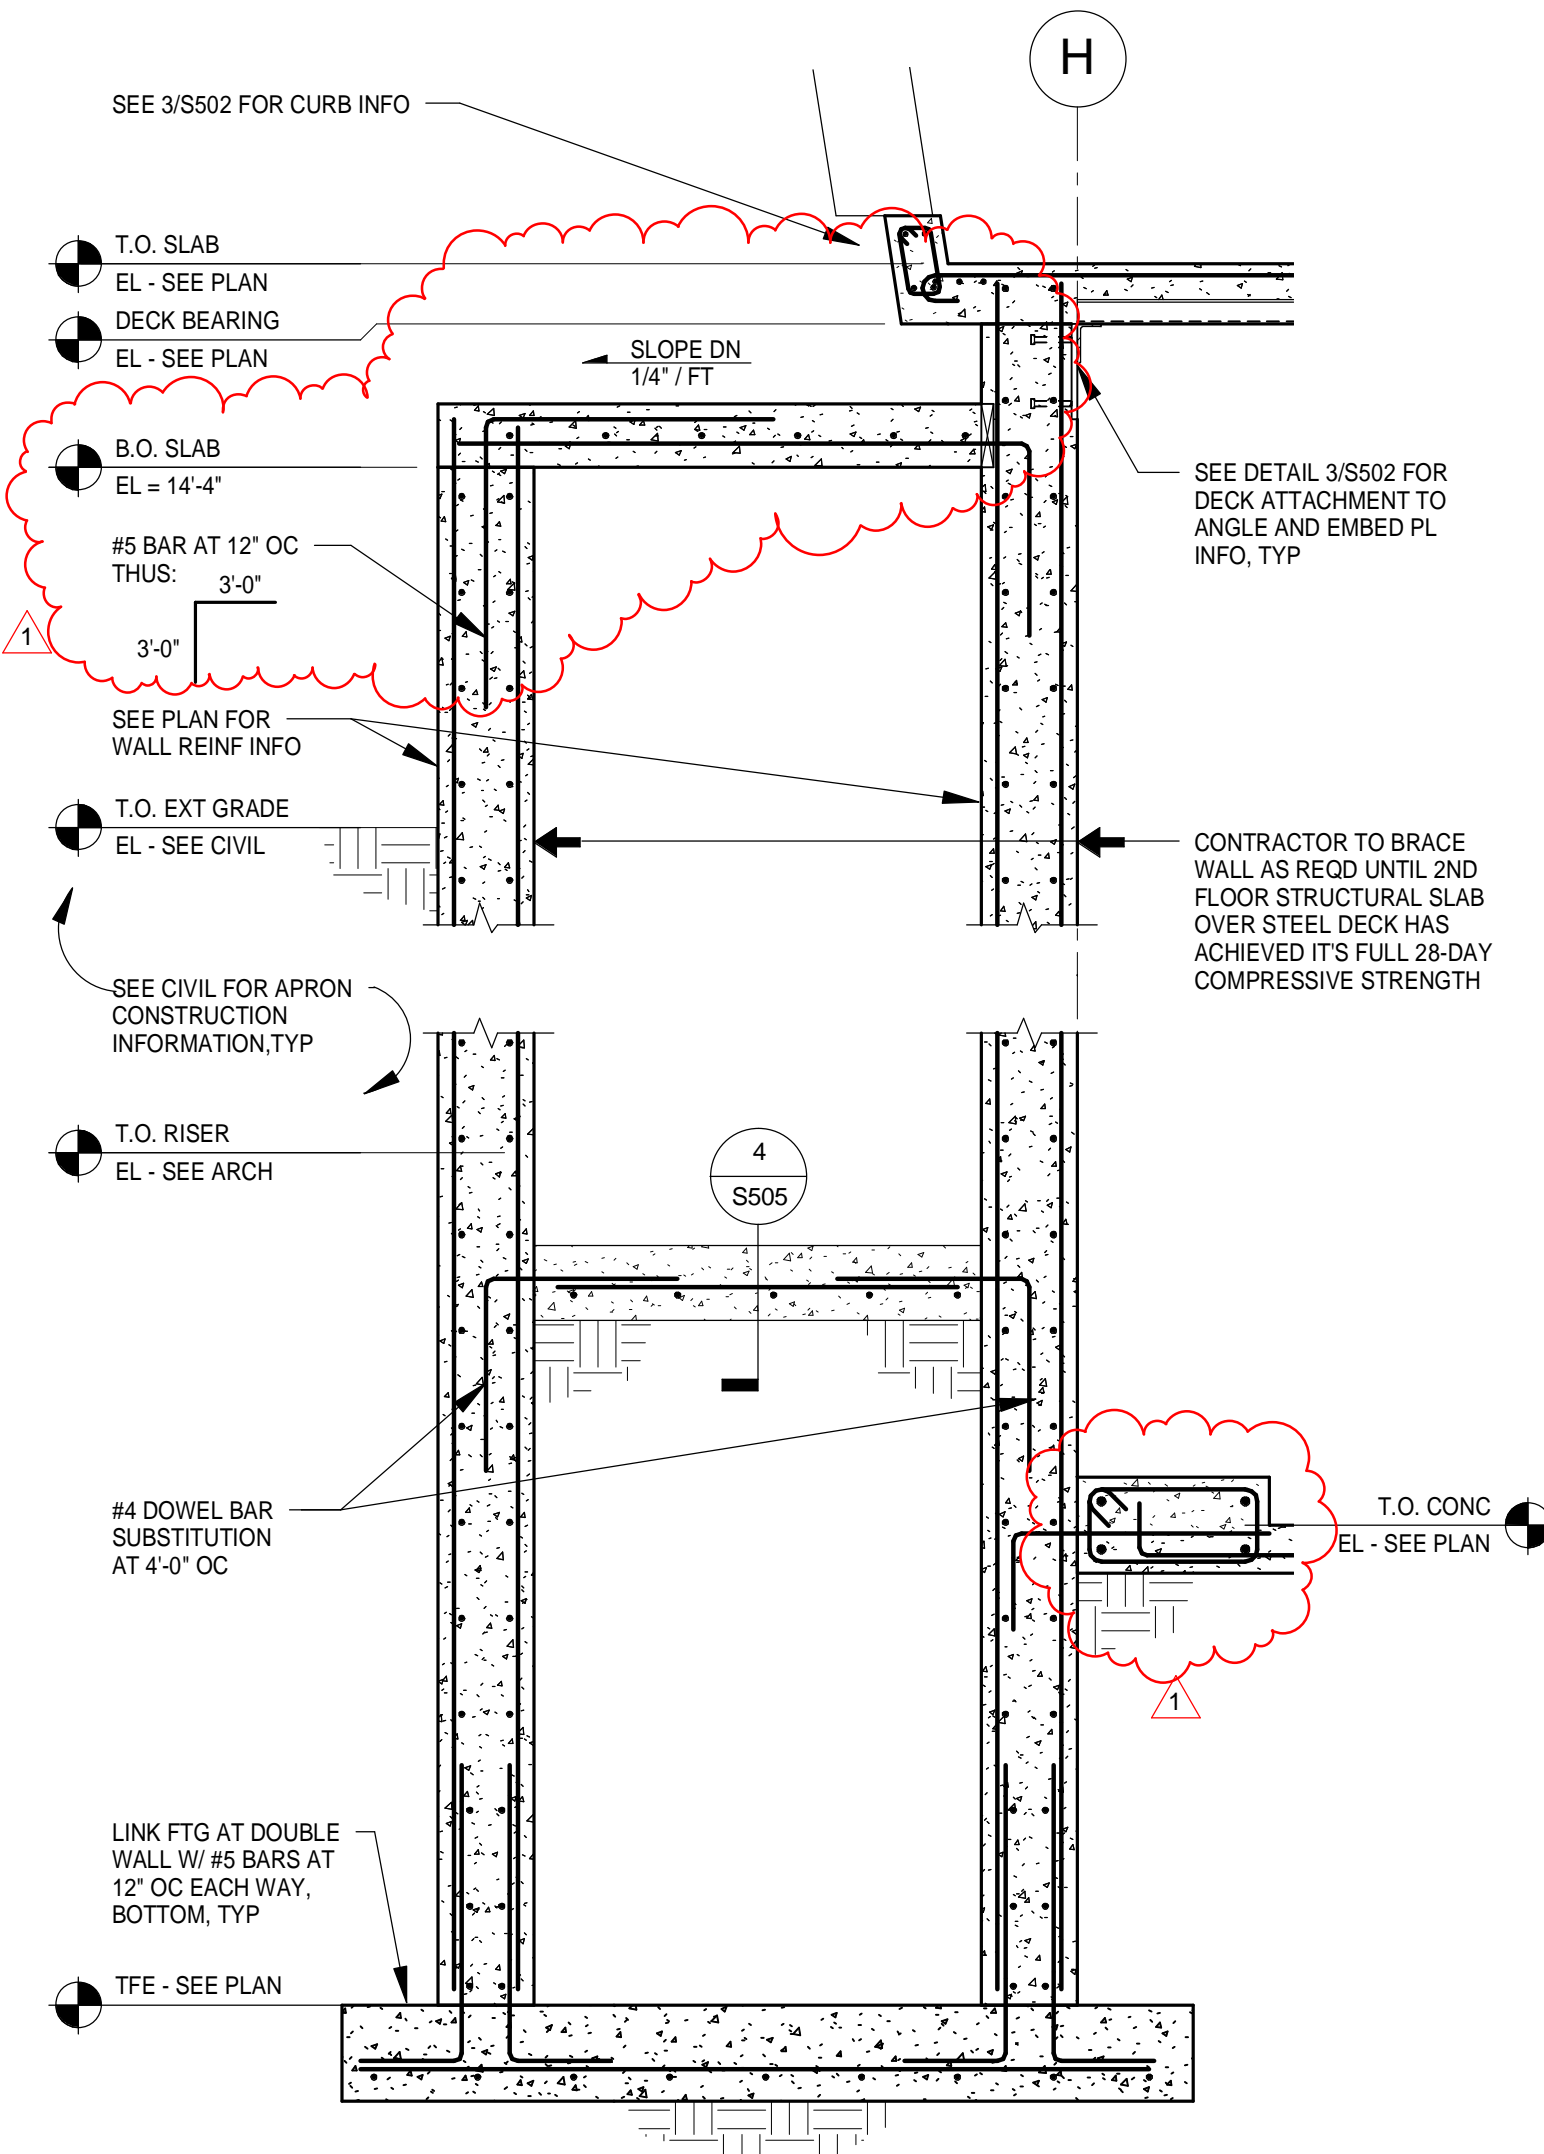 H
SEE 3/S502 FOR CURB INFO
T.O. SLAB
EL - SEE PLAN
DECK BEARING
EL - SEE PLAN
SLOPE DN
1/4" / FT
B.O. SLAB
EL = 14'-4"
SEE DETAIL 3/S502 FOR
DECK ATTACHMENT TO
ANGLE AND EMBED PL
INFO, TYP
#5 BAR AT 12" OC
THUS:
3'-0"
3'-0"
1
SEE PLAN FOR
WALL REINF INFO
T.O. EXT GRADE
EL - SEE CIVIL
CONTRACTOR TO BRACE
WALL AS REQD UNTIL 2ND
FLOOR STRUCTURAL SLAB
OVER STEEL DECK HAS
ACHIEVED IT'S FULL 28-DAY
COMPRESSIVE STRENGTH
SEE CIVIL FOR APRON
CONSTRUCTION
INFORMATION,TYP
T.O. RISER
EL - SEE ARCH
4
S505
#4 DOWEL BAR
SUBSTITUTION
AT 4'-0" OC
T.O. CONC
EL - SEE PLAN
1
LINK FTG AT DOUBLE
WALL W/ #5 BARS AT
12" OC EACH WAY,
BOTTOM, TYP
TFE - SEE PLAN